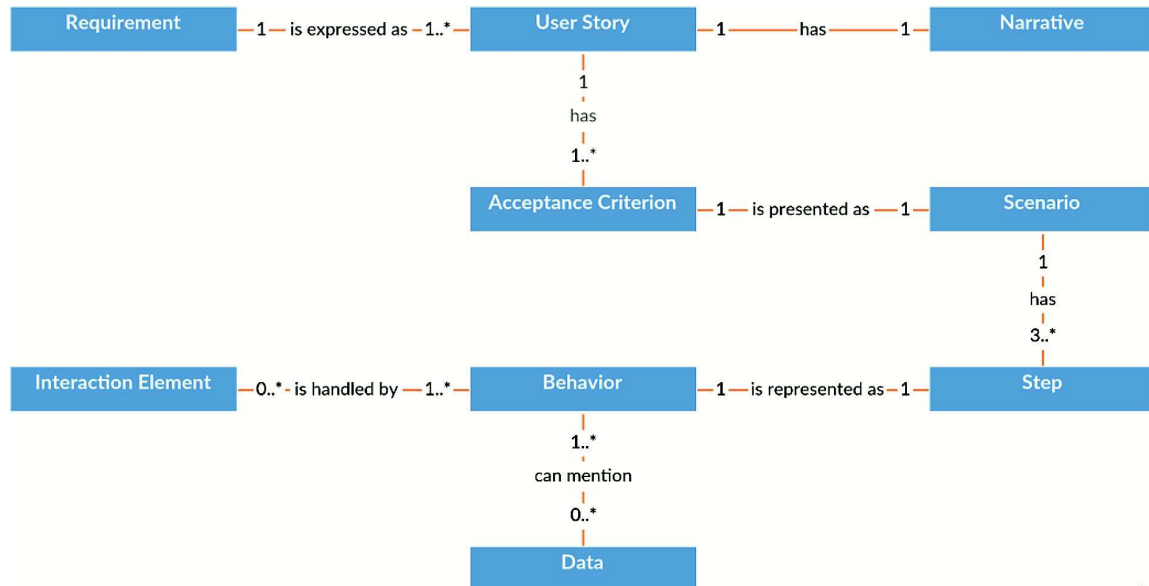 Requirement 1 is expressed as 1..* User Story 1 has 1 Narrative
1
has
1..*
Acceptance Criterion 1 is presented as 1 Scenario
1
has
3..*
Interaction Element 0..* is handled by 1..* Behavior 1 is represented as 1 Step
1..*
can mention
0..*
Data